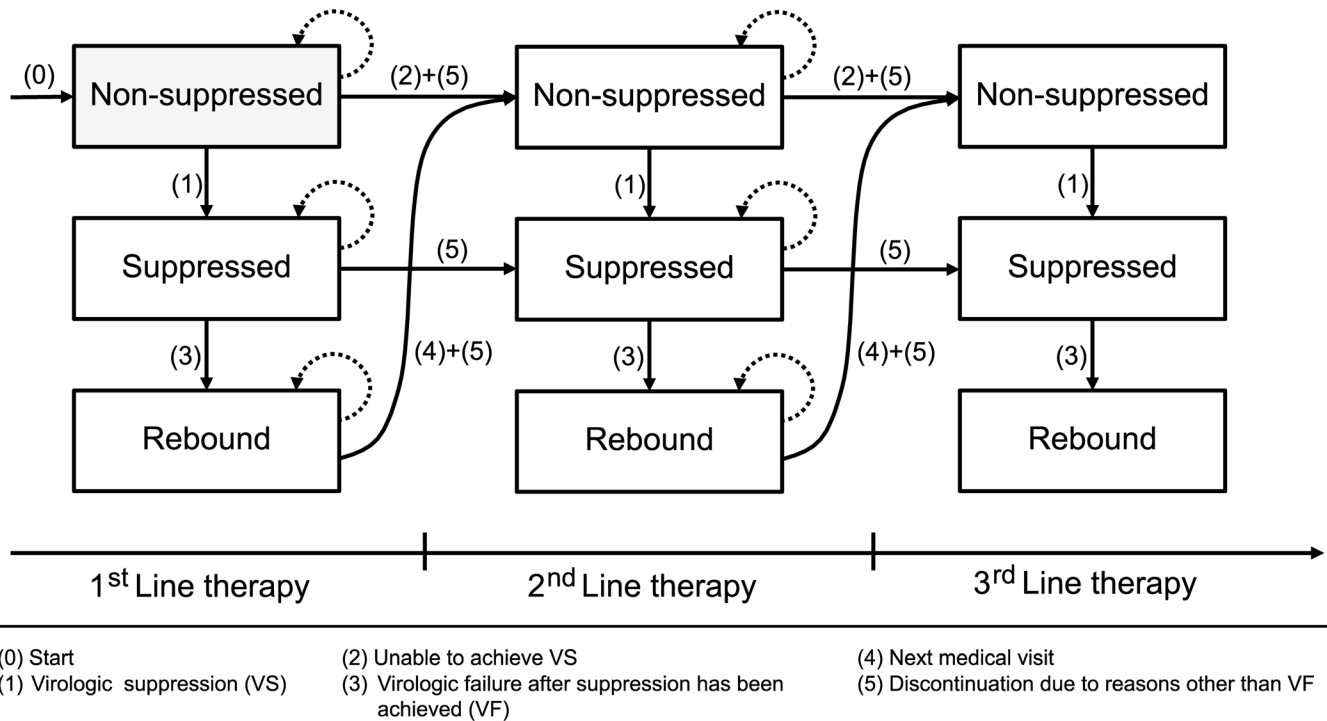 (0)
Non-suppressed
(2)+(5)
Non-suppressed
(2)+(5)
Non-suppressed
(1)
(1)
(1)
Suppressed
(5)
Suppressed
(5)
Suppressed
(3)
(4)+(5)
(3)
(4)+(5)
(3)
Rebound
Rebound
Rebound
1st Line therapy
2nd Line therapy
3rd Line therapy
(0) Start
(1) Virologic suppression (VS)
(2) Unable to achieve VS
(3) Virologic failure after suppression has been
achieved (VF)
(4) Next medical visit
(5) Discontinuation due to reasons other than VF